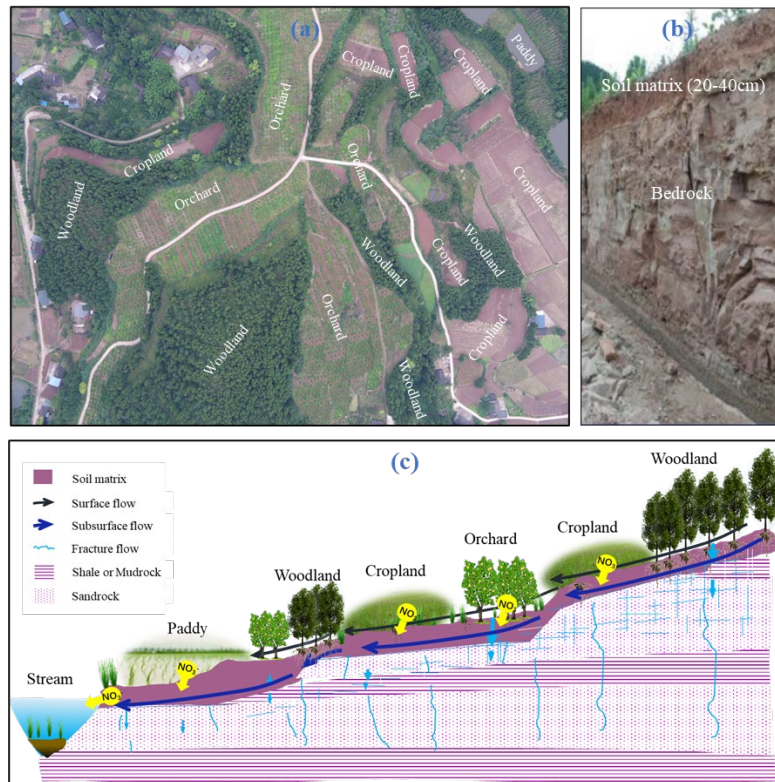 (a)
Cropland
Cropland
Cropland
Paddy
Orchard
Cropland
Orchard
Orchard
Cropland
Woodland
Woodland
Cropland
Woodland
Orchard
Woodland
Cropland
Woodland
(b)
Soil matrix (20-40cm)
Bedrock
(c)
Soil matrix
Surface flow
Subsurface flow
Fracture flow
Shale or Mudrock
Sandrock
Woodland
Cropland
Orchard
Woodland
Cropland
Paddy
Stream
NO₃⁻
NO₃⁻
NO₃⁻
NO₃⁻
NO₃⁻